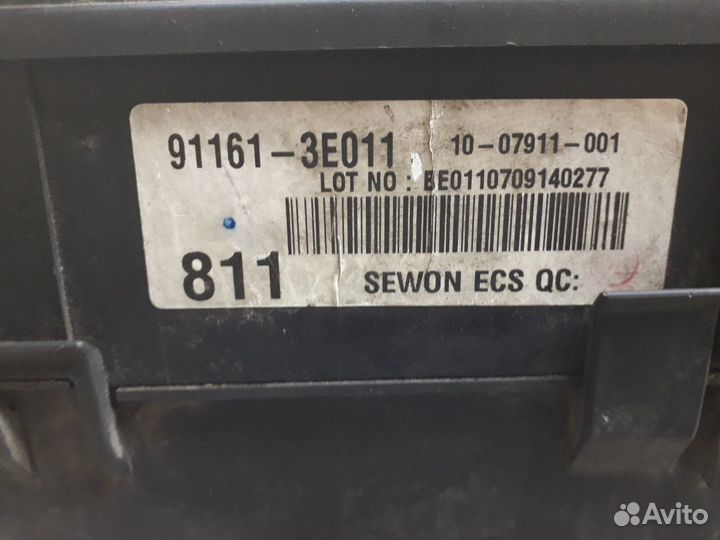 91161-3E011 10-07911-001
LOT NO : BE0110709140277
811 SEWON ECS QC:
Avito